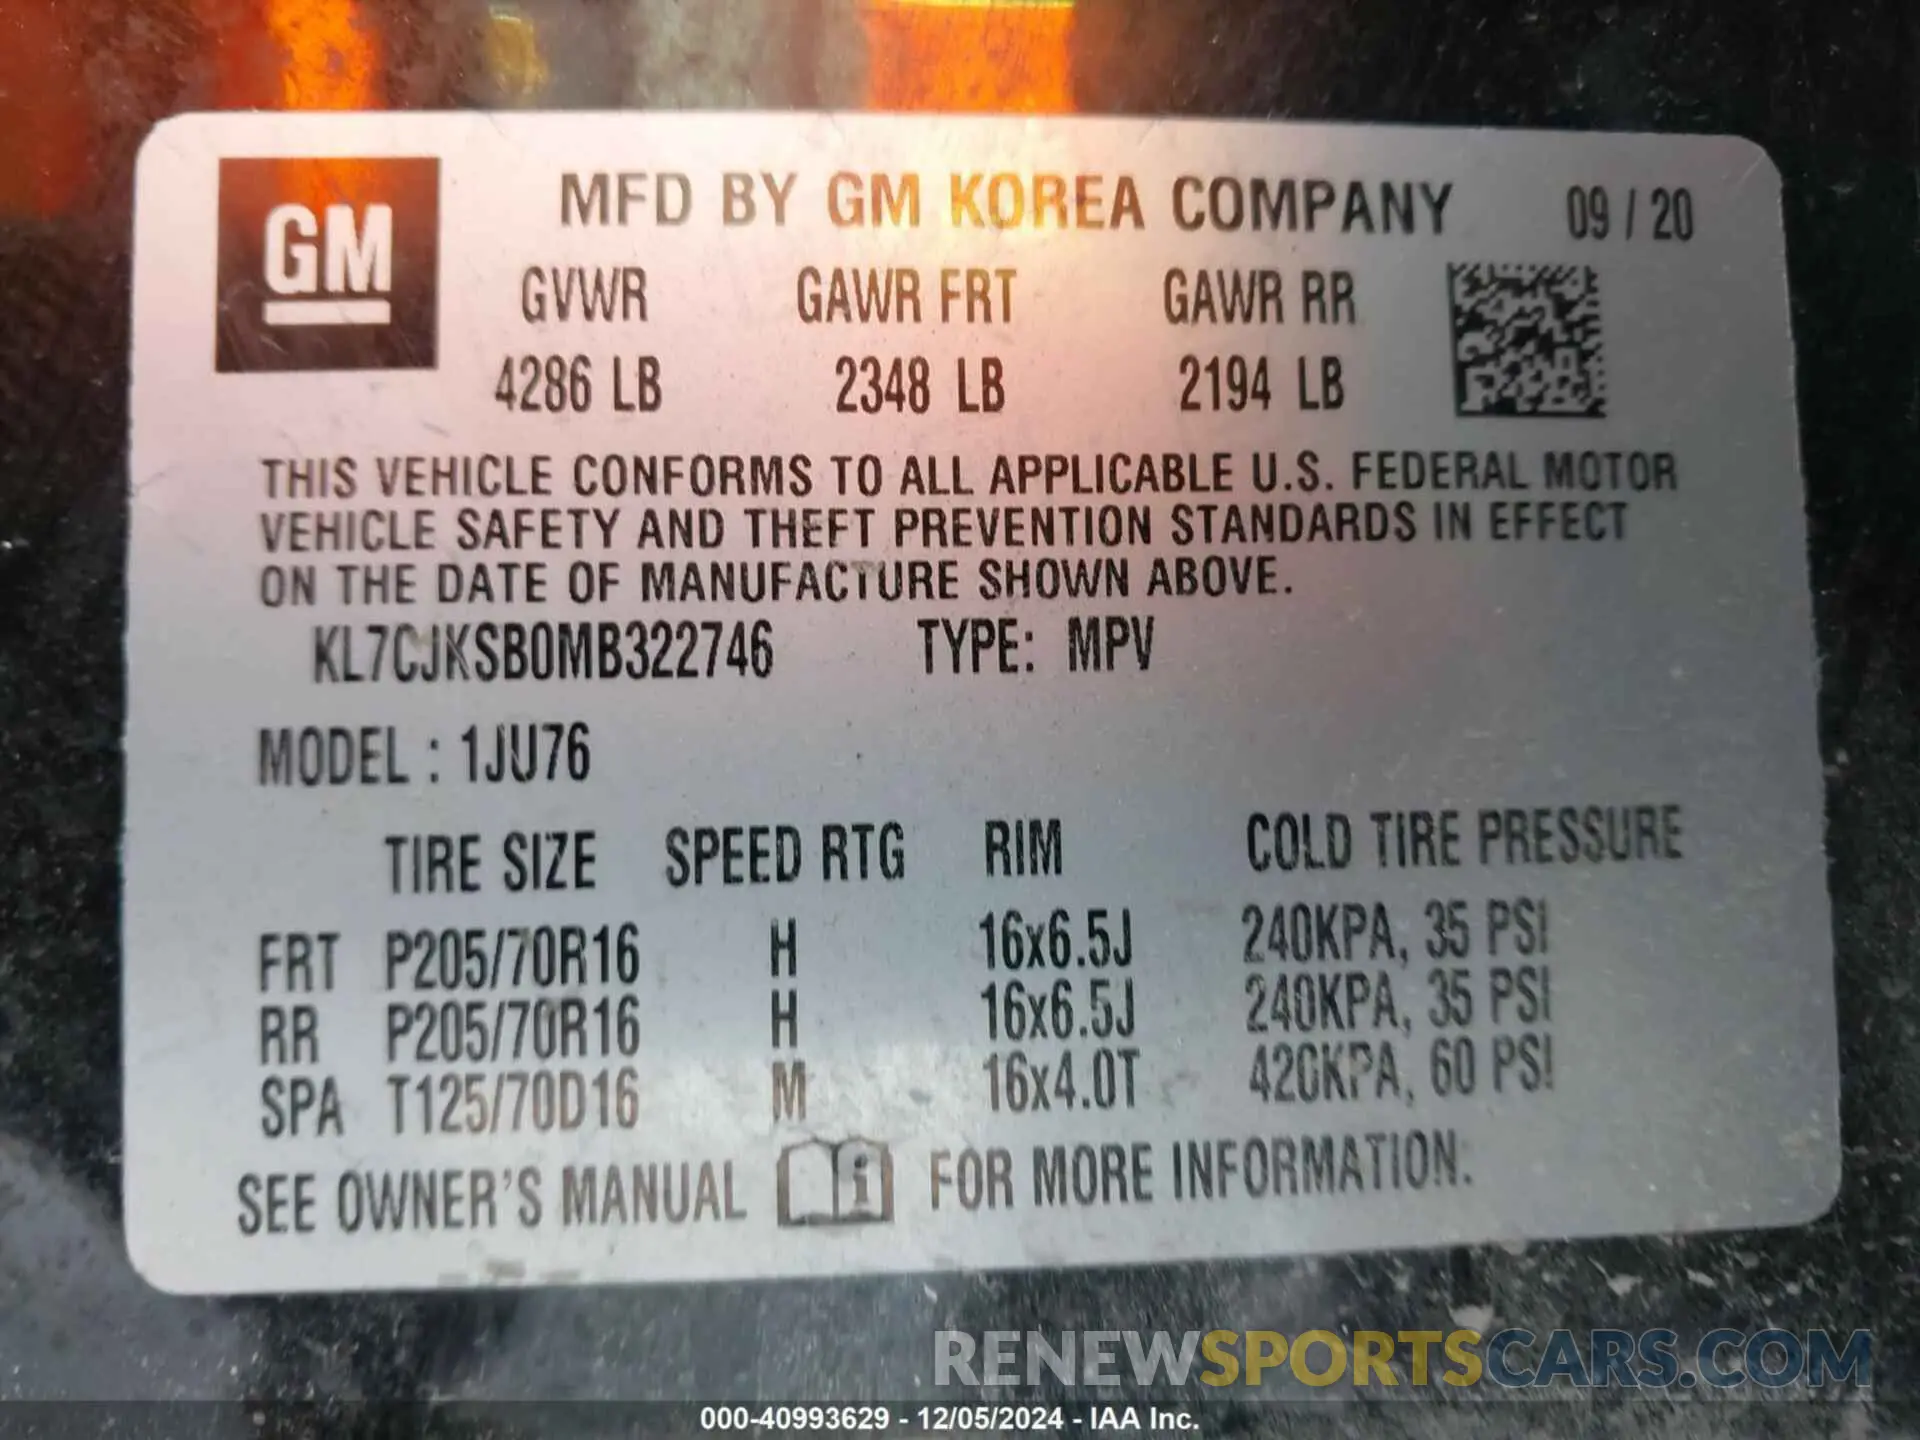 GM
MFD BY GM KOREA COMPANY 09 / 20
GVWR GAWR FRT GAWR RR
4286 LB 2348 LB 2194 LB
THIS VEHICLE CONFORMS TO ALL APPLICABLE U.S. FEDERAL MOTOR
VEHICLE SAFETY AND THEFT PREVENTION STANDARDS IN EFFECT
ON THE DATE OF MANUFACTURE SHOWN ABOVE.
KL7CJKSB0MB322746 TYPE: MPV
MODEL : 1JU76
TIRE SIZE SPEED RTG RIM COLD TIRE PRESSURE
FRT P205/70R16 H 16x6.5J 240KPA, 35 PSI
RR P205/70R16 H 16x6.5J 240KPA, 35 PSI
SPA T125/70D16 M 16x4.0T 420KPA, 60 PSI
SEE OWNER'S MANUAL i FOR MORE INFORMATION.
RENEWSPORTSCARS.COM
000-40993629 - 12/05/2024 - IAA Inc.